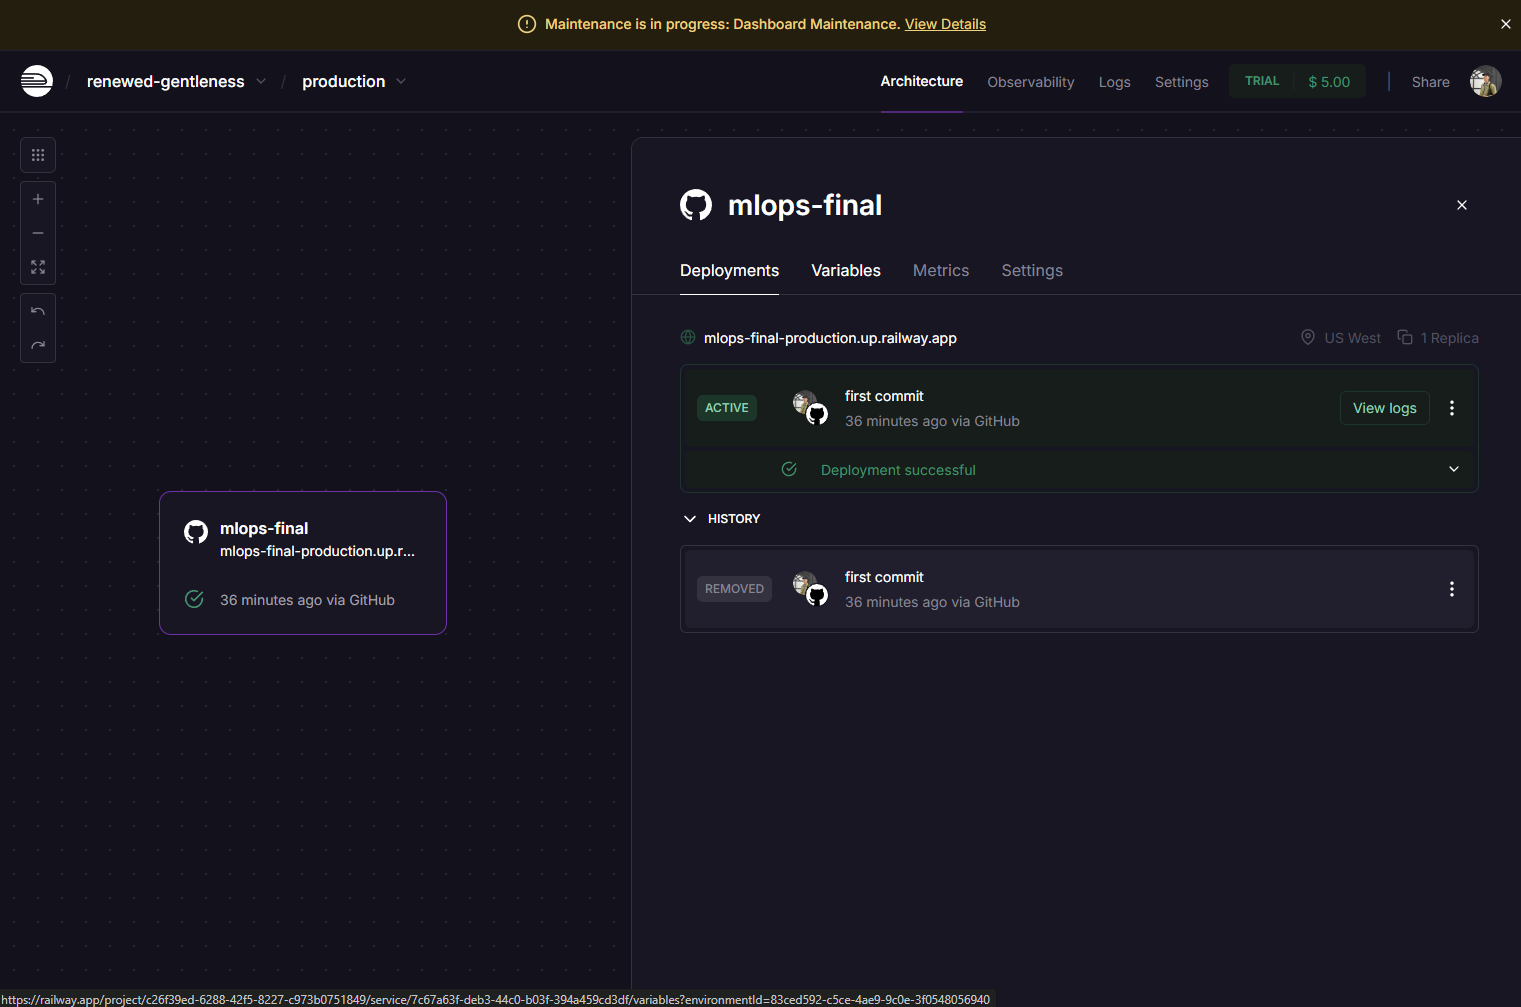 Maintenance is in progress: Dashboard Maintenance. View Details
/ renewed-gentleness / production
Architecture Observability Logs Settings TRIAL $ 5.00 Share
mlops-final
Deployments Variables Metrics Settings
mlops-final-production.up.railway.app US West 1 Replica
ACTIVE first commit View logs
36 minutes ago via GitHub
Deployment successful
HISTORY
REMOVED first commit
36 minutes ago via GitHub
mlops-final
mlops-final-production.up.r...
36 minutes ago via GitHub
https://railway.app/project/c26f39ed-6288-42f5-8227-c973b0751849/service/7c67a63f-deb3-44c0-b03f-394a459cd3df/variables?environmentId=83ced592-c5ce-4ae9-9c0e-3f0548056940